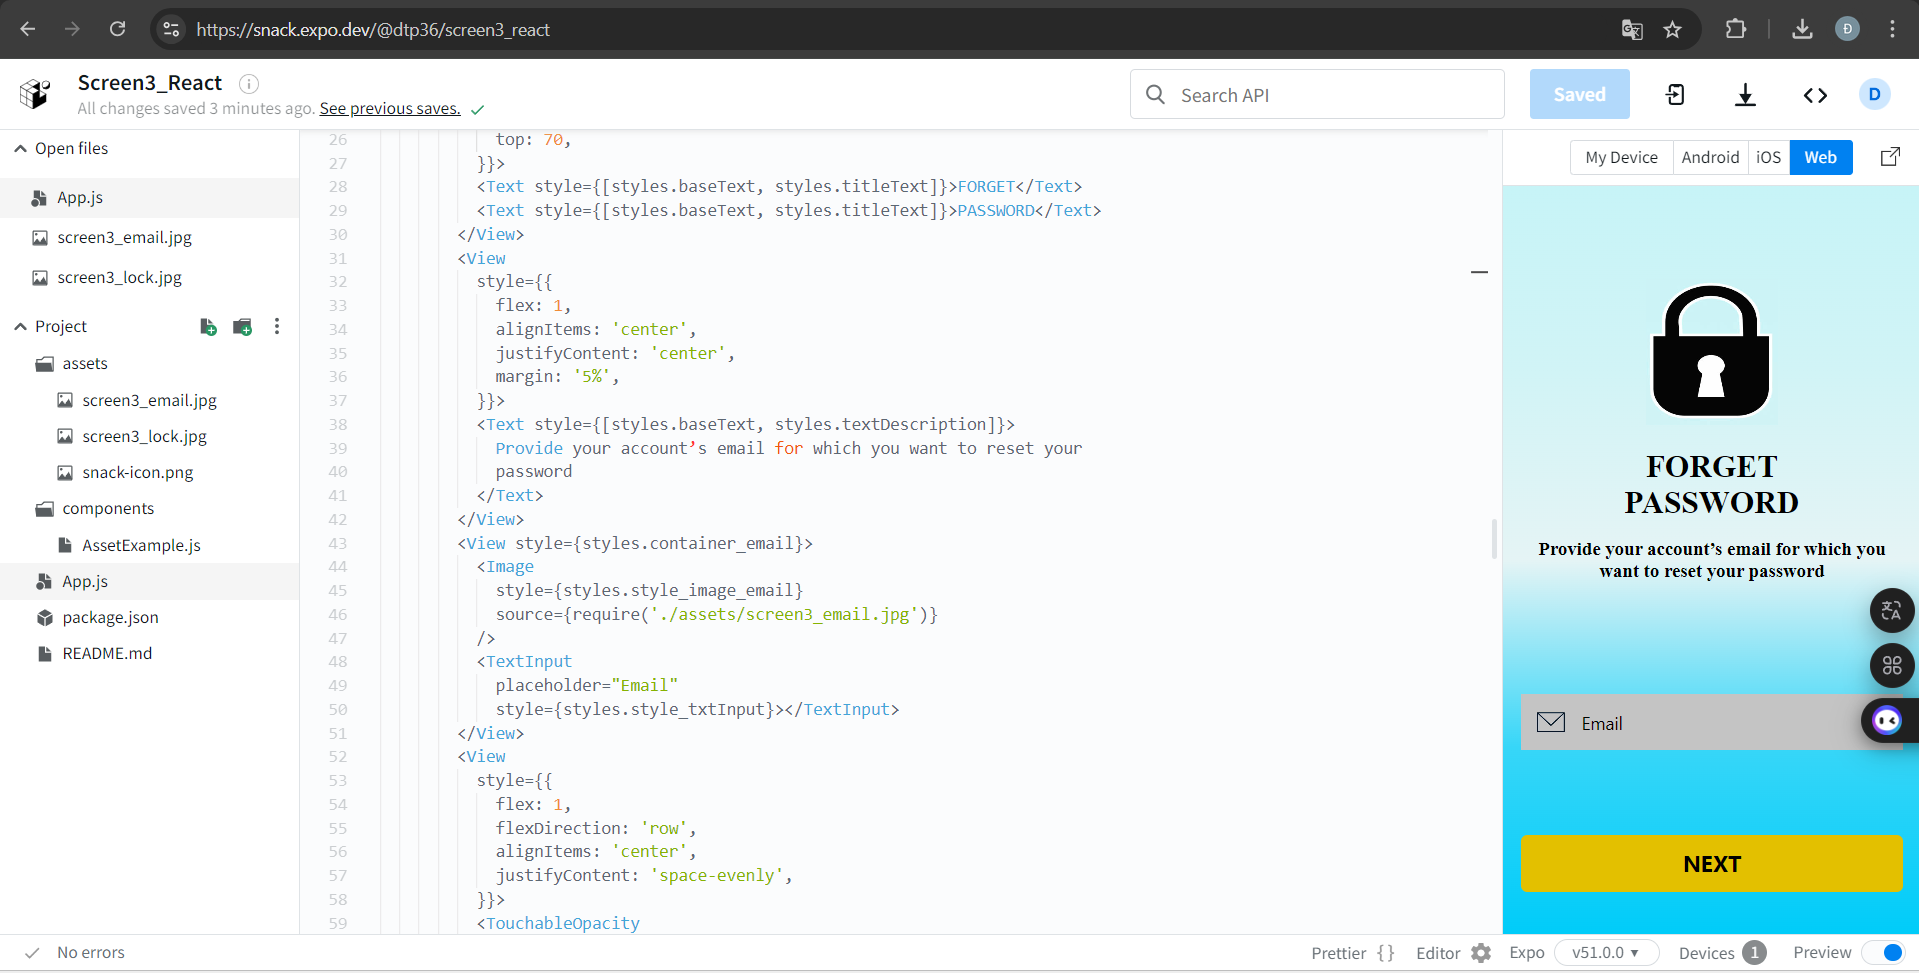 https://snack.expo.dev/@dtp36/screen3_react
Đ
Screen3_React
All changes saved 3 minutes ago. See previous saves.
Search API
Saved
D
Open files
App.js
screen3_email.jpg
screen3_lock.jpg
Project
assets
screen3_email.jpg
screen3_lock.jpg
snack-icon.png
components
AssetExample.js
App.js
package.json
README.md
26 top: 70,
27 }}>
28 <Text style={[styles.baseText, styles.titleText]}>FORGET</Text>
29 <Text style={[styles.baseText, styles.titleText]}>PASSWORD</Text>
30 </View>
31 <View
32 style={{
33 flex: 1,
34 alignItems: 'center',
35 justifyContent: 'center',
36 margin: '5%',
37 }}>
38 <Text style={[styles.baseText, styles.textDescription]}>
39 Provide your account’s email for which you want to reset your
40 password
41 </Text>
42 </View>
43 <View style={styles.container_email}>
44 <Image
45 style={styles.style_image_email}
46 source={require('./assets/screen3_email.jpg')}
47 />
48 <TextInput
49 placeholder="Email"
50 style={styles.style_txtInput}></TextInput>
51 </View>
52 <View
53 style={{
54 flex: 1,
55 flexDirection: 'row',
56 alignItems: 'center',
57 justifyContent: 'space-evenly',
58 }}>
59 <TouchableOpacity
My Device Android iOS Web
FORGET
PASSWORD
Provide your account’s email for which you
want to reset your password
Email
NEXT
No errors
Prettier {} Editor Expo v51.0.0 Devices 1 Preview